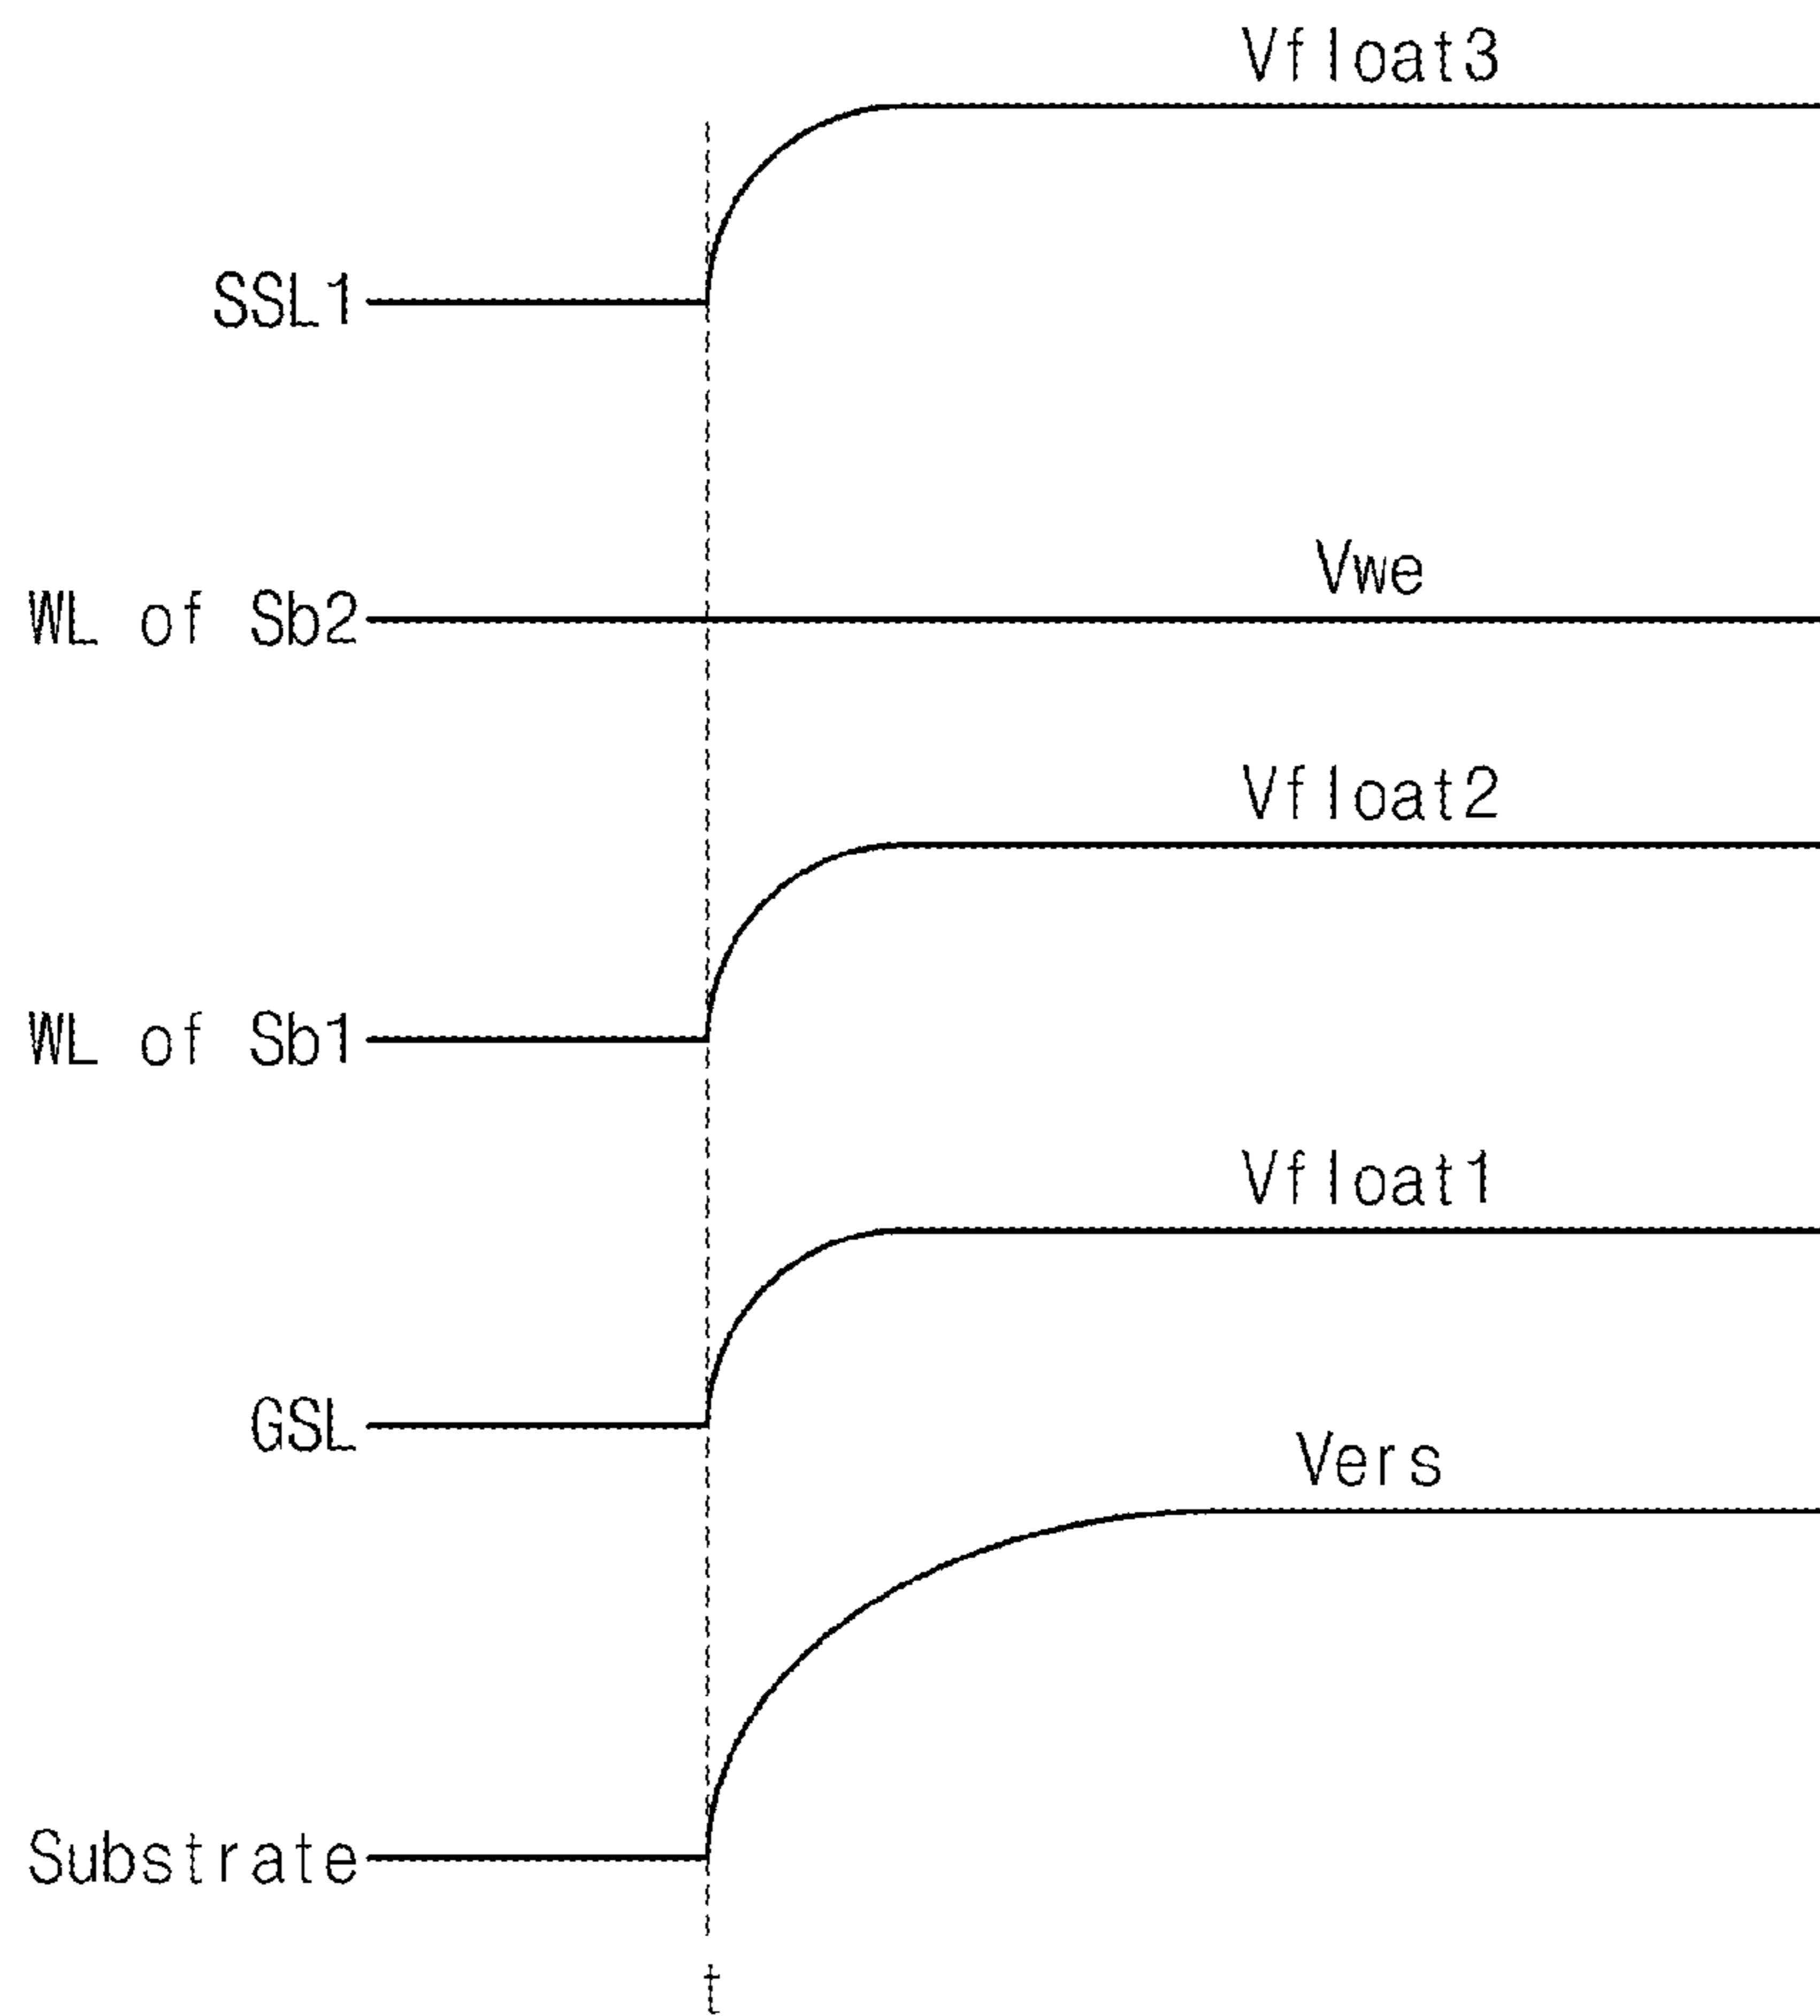 Vfloat3
SSL1
Vwe
WL of Sb2
Vfloat2
WL of Sb1
Vfloat1
GSL
Vers
Substrate
t